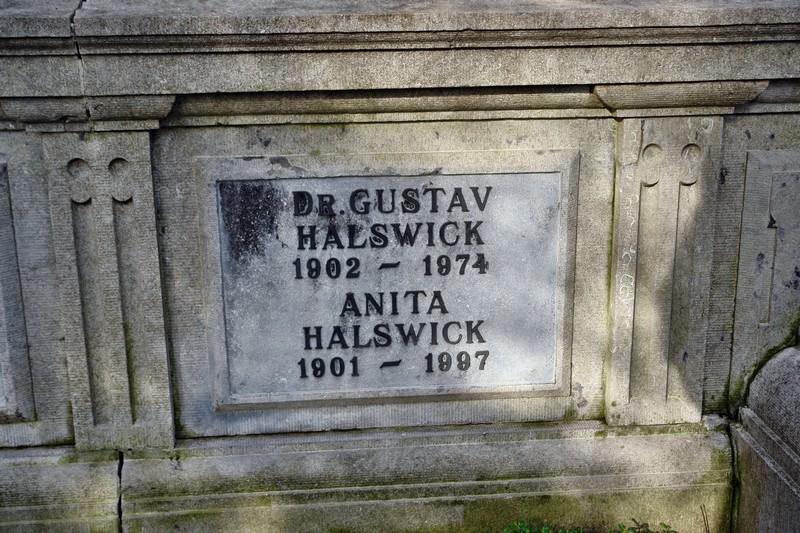 DR. GUSTAV
HALSWICK
1902 – 1974
ANITA
HALSWICK
1901 – 1997